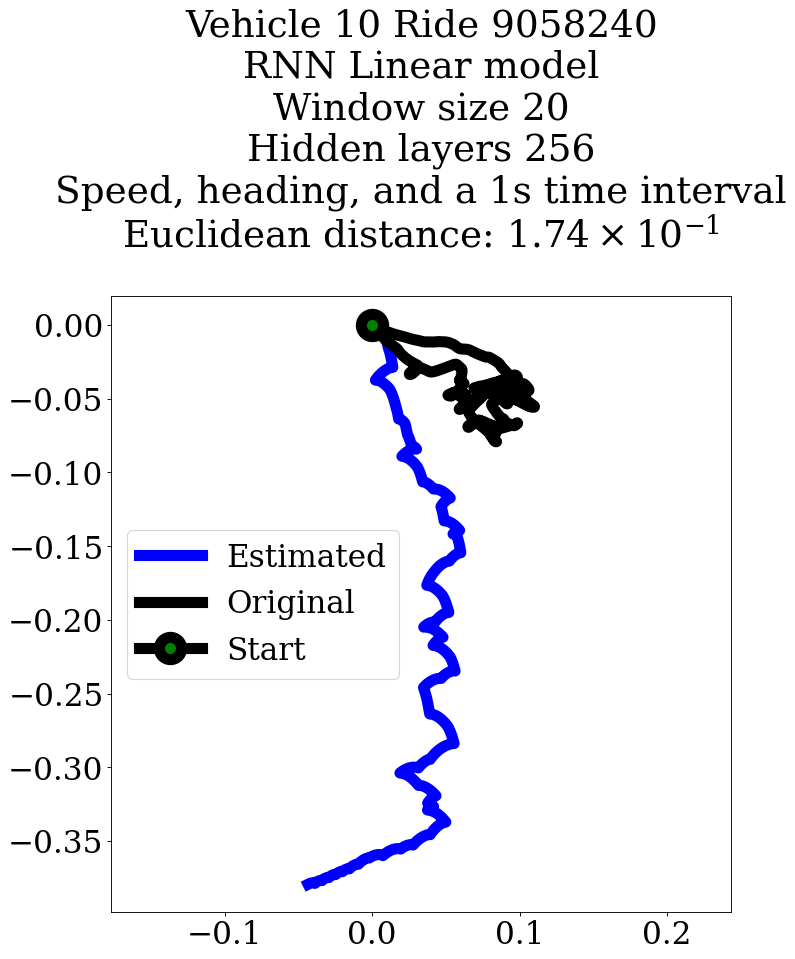 Vehicle 10 Ride 9058240
RNN Linear model
Window size 20
Hidden layers 256
Speed, heading, and a 1s time interval
Euclidean distance: 1.74 × 10⁻¹
0.00
−0.05
−0.10
−0.15
−0.20
−0.25
−0.30
−0.35
Estimated
Original
Start
−0.1
0.0
0.1
0.2